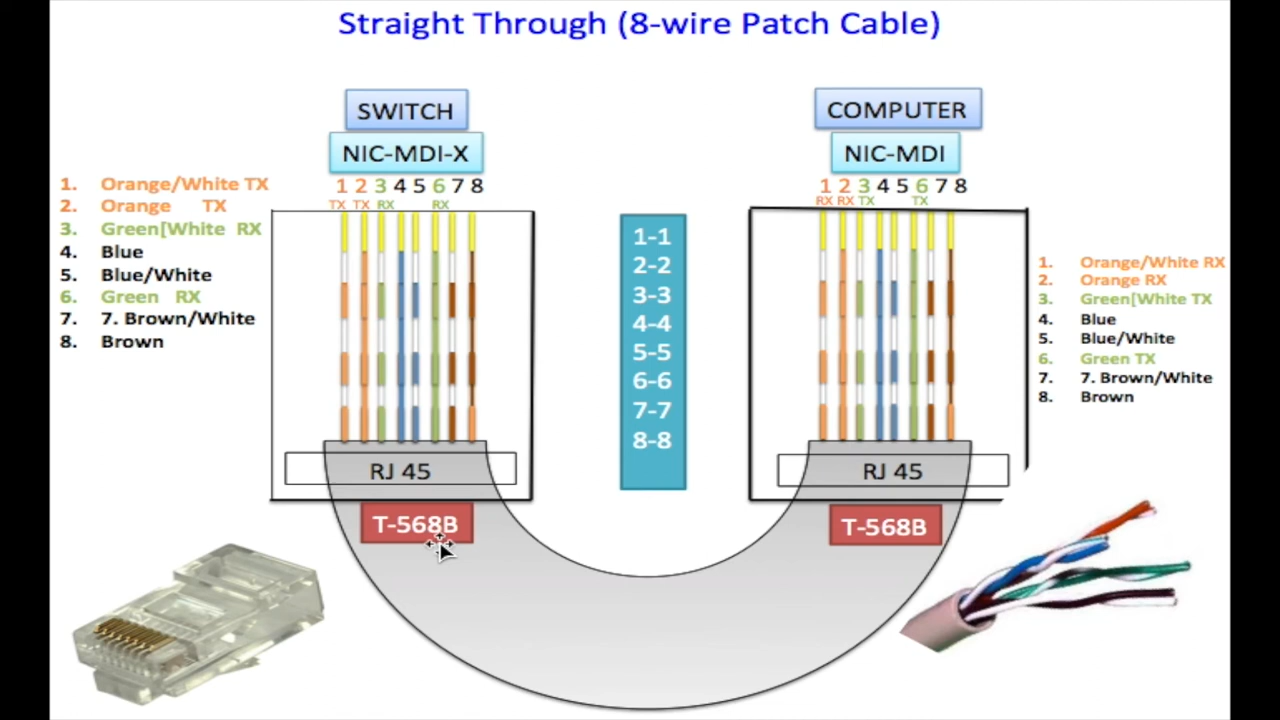 Straight Through (8-wire Patch Cable)
SWITCH
NIC-MDI-X
1 2 3 4 5 6 7 8
TX TX RX RX
1. Orange/White TX
2. Orange TX
3. Green[White RX
4. Blue
5. Blue/White
6. Green RX
7. 7. Brown/White
8. Brown
RJ 45
T-568B
1-1
2-2
3-3
4-4
5-5
6-6
7-7
8-8
COMPUTER
NIC-MDI
1 2 3 4 5 6 7 8
RX RX TX TX
RJ 45
T-568B
1. Orange/White RX
2. Orange RX
3. Green[White TX
4. Blue
5. Blue/White
6. Green TX
7. 7. Brown/White
8. Brown